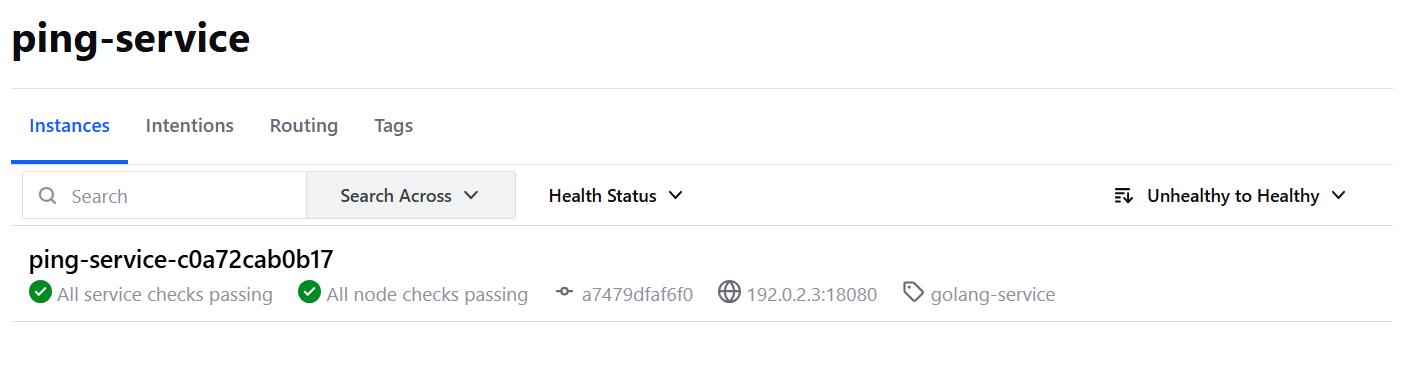 ping-service
Instances Intentions Routing Tags
Search Search Across Health Status Unhealthy to Healthy
ping-service-c0a72cab0b17
All service checks passing All node checks passing a7479dfaf6f0 192.0.2.3:18080 golang-service